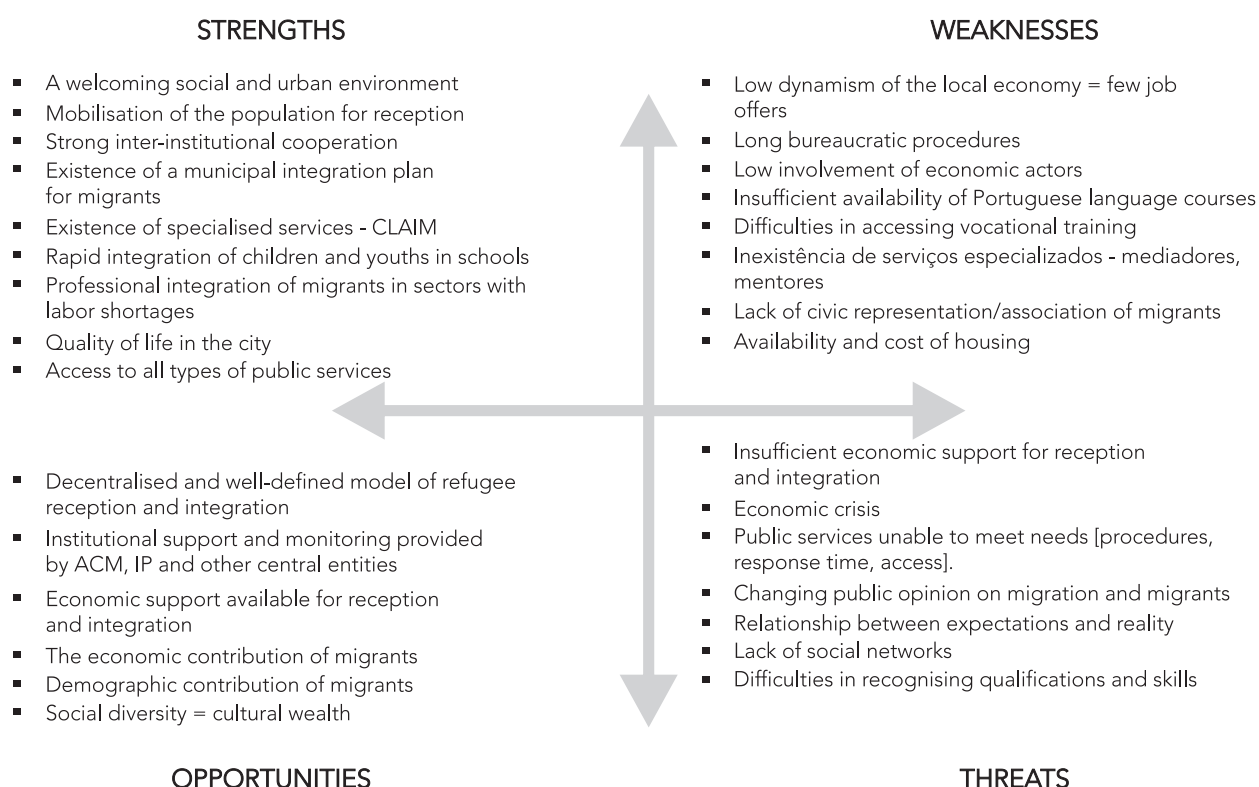 STRENGTHS
▪ A welcoming social and urban environment
▪ Mobilisation of the population for reception
▪ Strong inter-institutional cooperation
▪ Existence of a municipal integration plan
for migrants
▪ Existence of specialised services - CLAIM
▪ Rapid integration of children and youths in schools
▪ Professional integration of migrants in sectors with
labor shortages
▪ Quality of life in the city
▪ Access to all types of public services
WEAKNESSES
▪ Low dynamism of the local economy = few job
offers
▪ Long bureaucratic procedures
▪ Low involvement of economic actors
▪ Insufficient availability of Portuguese language courses
▪ Difficulties in accessing vocational training
▪ Inexistência de serviços especializados - mediadores,
mentores
▪ Lack of civic representation/association of migrants
▪ Availability and cost of housing
▪ Decentralised and well-defined model of refugee
reception and integration
▪ Institutional support and monitoring provided
by ACM, IP and other central entities
▪ Economic support available for reception
and integration
▪ The economic contribution of migrants
▪ Demographic contribution of migrants
▪ Social diversity = cultural wealth
OPPORTUNITIES
▪ Insufficient economic support for reception
and integration
▪ Economic crisis
▪ Public services unable to meet needs [procedures,
response time, access].
▪ Changing public opinion on migration and migrants
▪ Relationship between expectations and reality
▪ Lack of social networks
▪ Difficulties in recognising qualifications and skills
THREATS